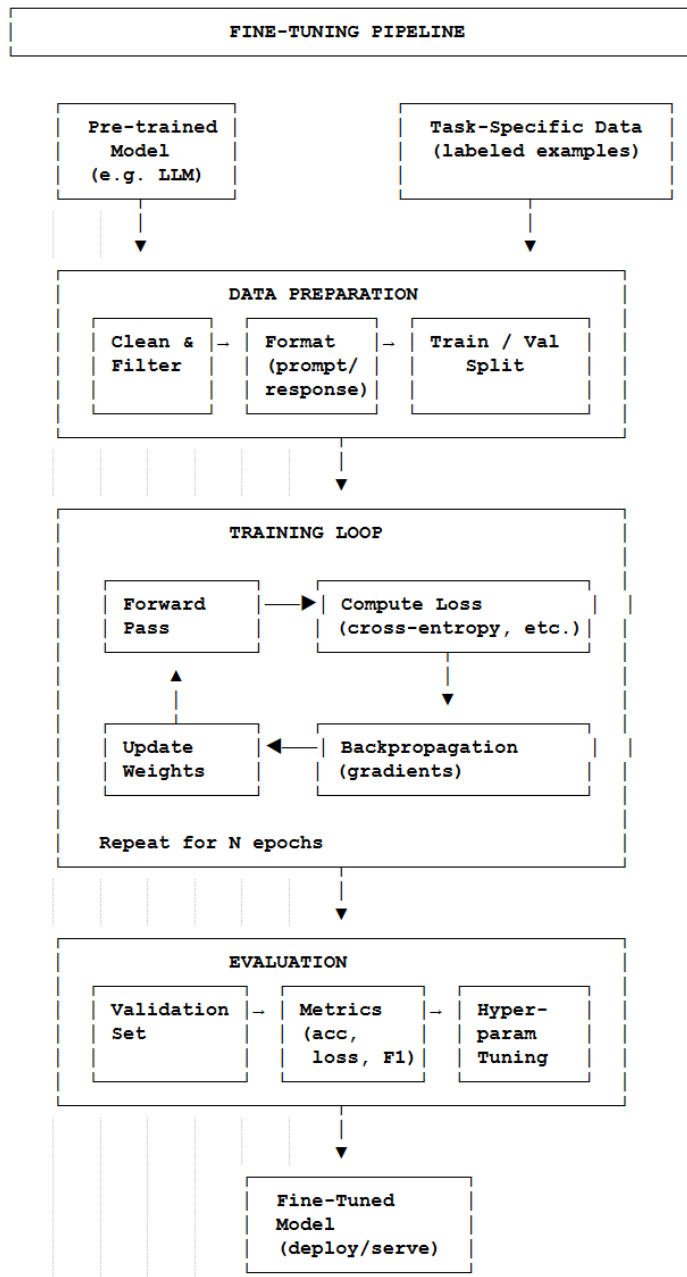 FINE-TUNING PIPELINE
Pre-trained Model (e.g. LLM)
Task-Specific Data (labeled examples)
DATA PREPARATION
Clean & Filter
Format (prompt/ response)
Train / Val Split
TRAINING LOOP
Forward Pass
Compute Loss (cross-entropy, etc.)
Update Weights
Backpropagation (gradients)
Repeat for N epochs
EVALUATION
Validation Set
Metrics (acc, loss, F1)
Hyper- param Tuning
Fine-Tuned Model (deploy/serve)